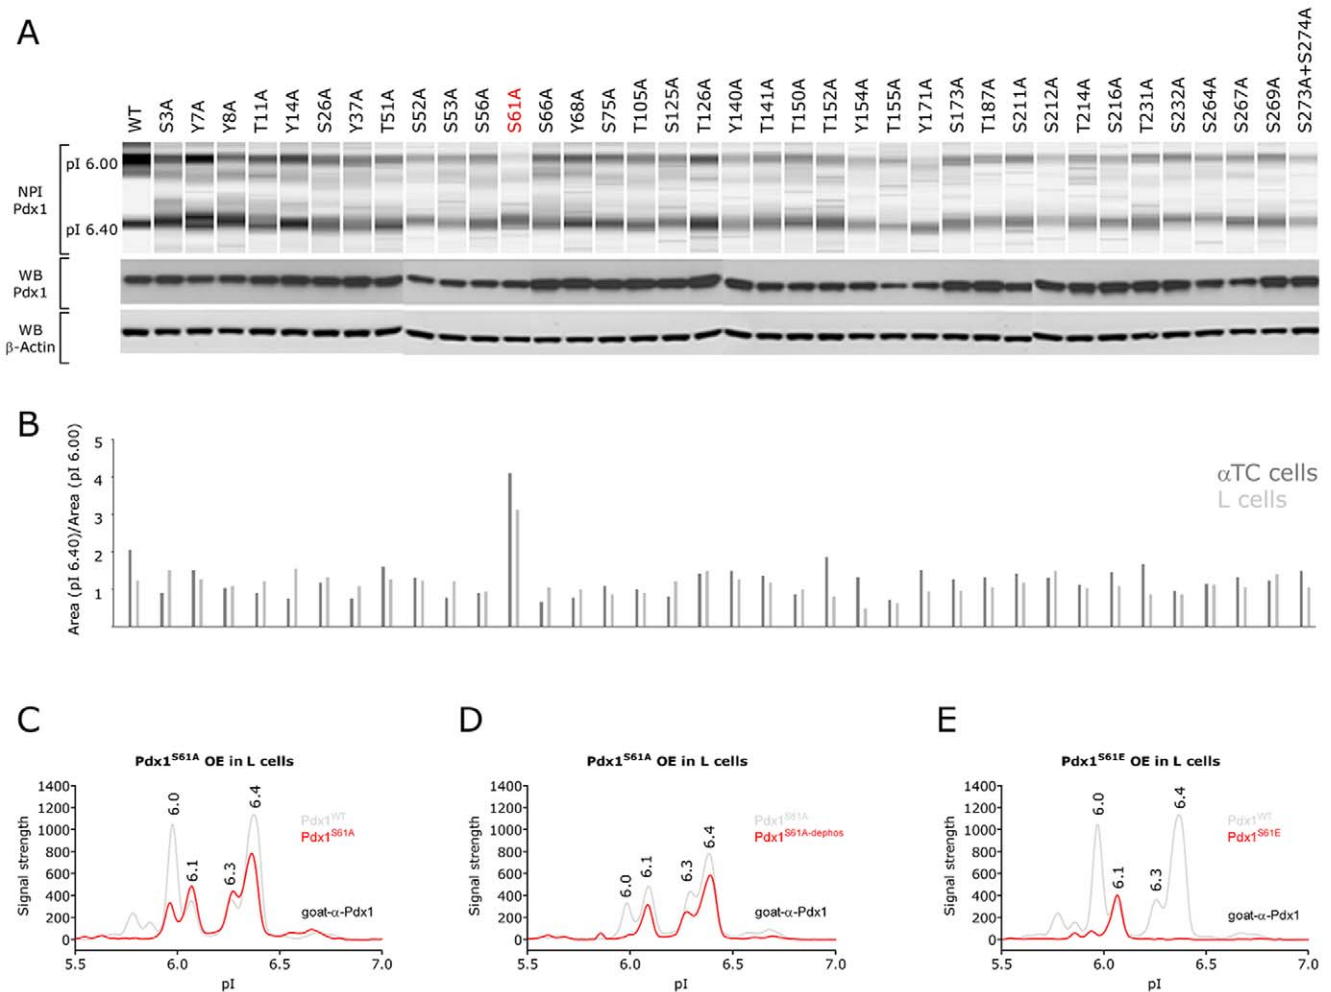 A
WT S3A Y7A Y8A T11A Y14A S26A Y37A T51A S52A S53A S56A S61A S66A Y68A S75A T105A S125A T126A Y140A T141A T150A T152A Y154A T155A Y171A S173A T187A S211A S212A T214A S216A T231A S232A S264A S267A S269A S273A+S274A
NPI
Pdx1
pI 6.00
pI 6.40
WB
Pdx1
WB
β-Actin
B
Area (pI 6.40)/Area (pI 6.00)
5
4
3
2
1
αTC cells
L cells
C
Pdx1S61A OE in L cells
Signal strength
1400
1200
1000
800
600
400
200
0
6.0
6.1
6.3
6.4
Pdx1WT
Pdx1S61A
goat-α-Pdx1
5.5 6.0 6.5 7.0
pI
D
Pdx1S61A OE in L cells
Signal strength
1400
1200
1000
800
600
400
200
0
6.0
6.1
6.3
6.4
Pdx1S61A
Pdx1S61A-dephos
goat-α-Pdx1
5.5 6.0 6.5 7.0
pI
E
Pdx1S61E OE in L cells
Signal strength
1400
1200
1000
800
600
400
200
0
6.0
6.1
6.3
6.4
Pdx1WT
Pdx1S61E
goat-α-Pdx1
5.5 6.0 6.5 7.0
pI